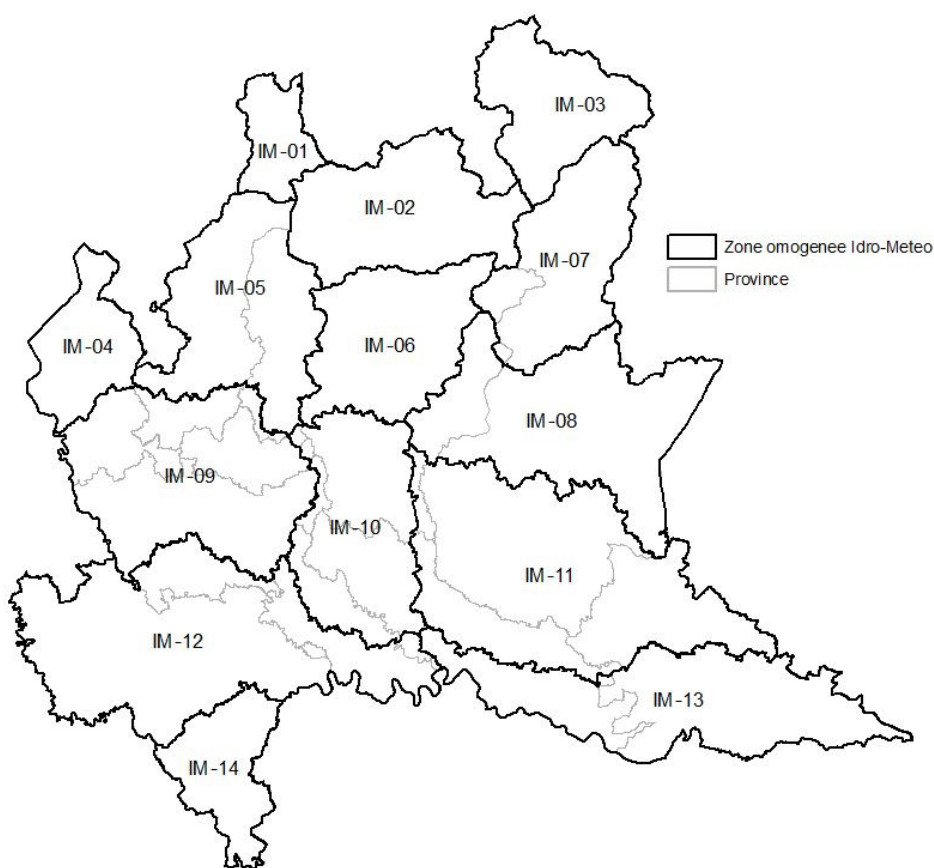 IM-03
IM-01
IM-02
Zone omogenee Idro-Meteo
IM-07
Province
IM-05
IM-04
IM-06
IM-08
IM-09
IM-10
IM-11
IM-12
IM-13
IM-14